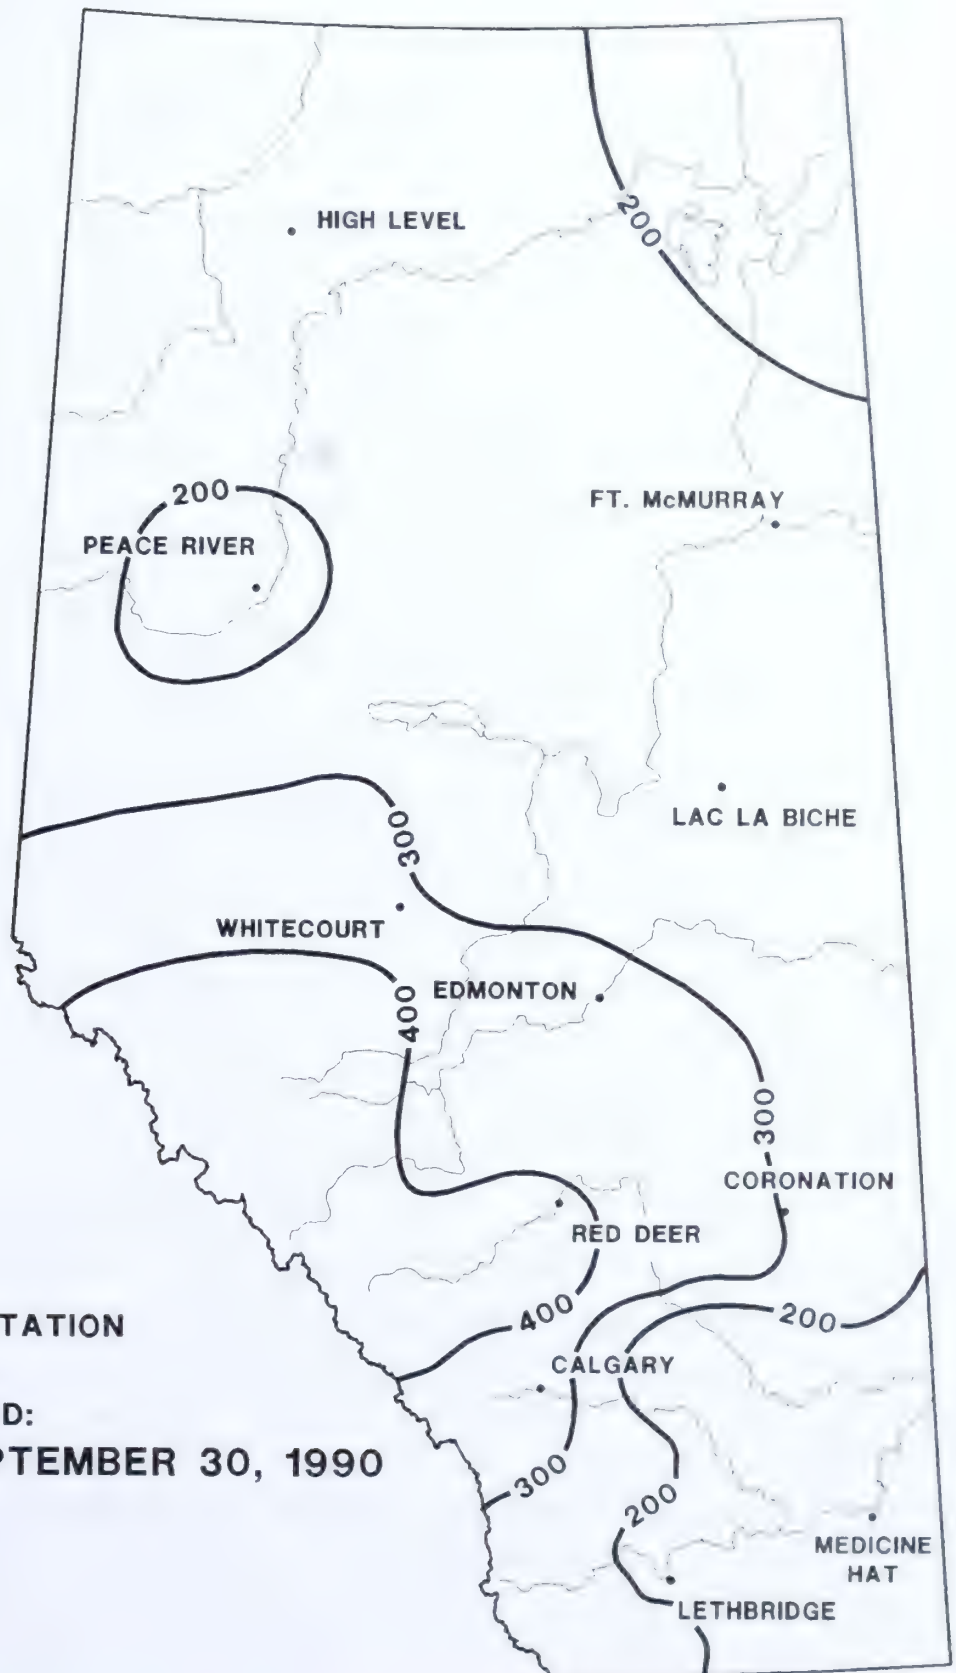 200
HIGH LEVEL
200
FT. McMURRAY
PEACE RIVER
300
LAC LA BICHE
WHITECOURT
400
EDMONTON
300
CORONATION
RED DEER
400
200
TATION
CALGARY
D:
PTEMBER 30, 1990
300
200
MEDICINE
HAT
LETHBRIDGE